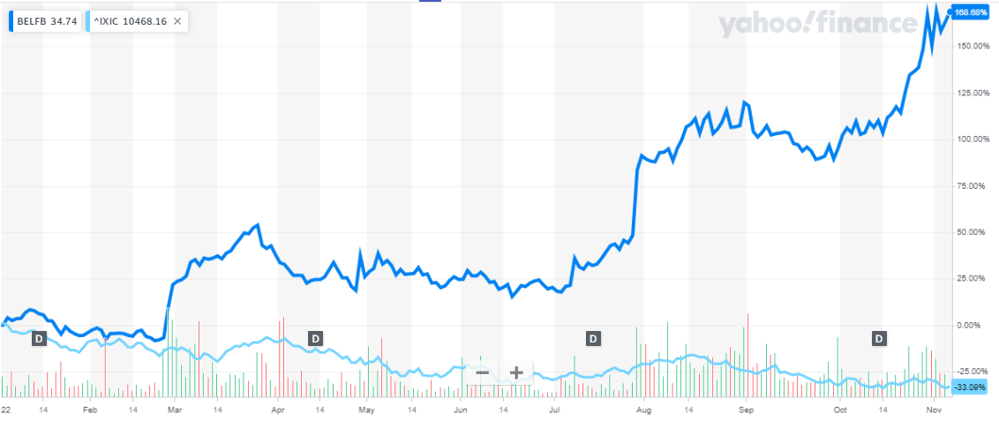 BELFB 34.74 ^IXIC 10468.16 ×
yahoo!finance
168.68%
150.00%
125.00%
100.00%
75.00%
50.00%
25.00%
0.00%
D D D D
-25.00%
-33.09%
22 14 Feb 14 Mar 14 Apr 14 May 14 Jun 14 Jul Aug 14 Sep Oct 14 Nov